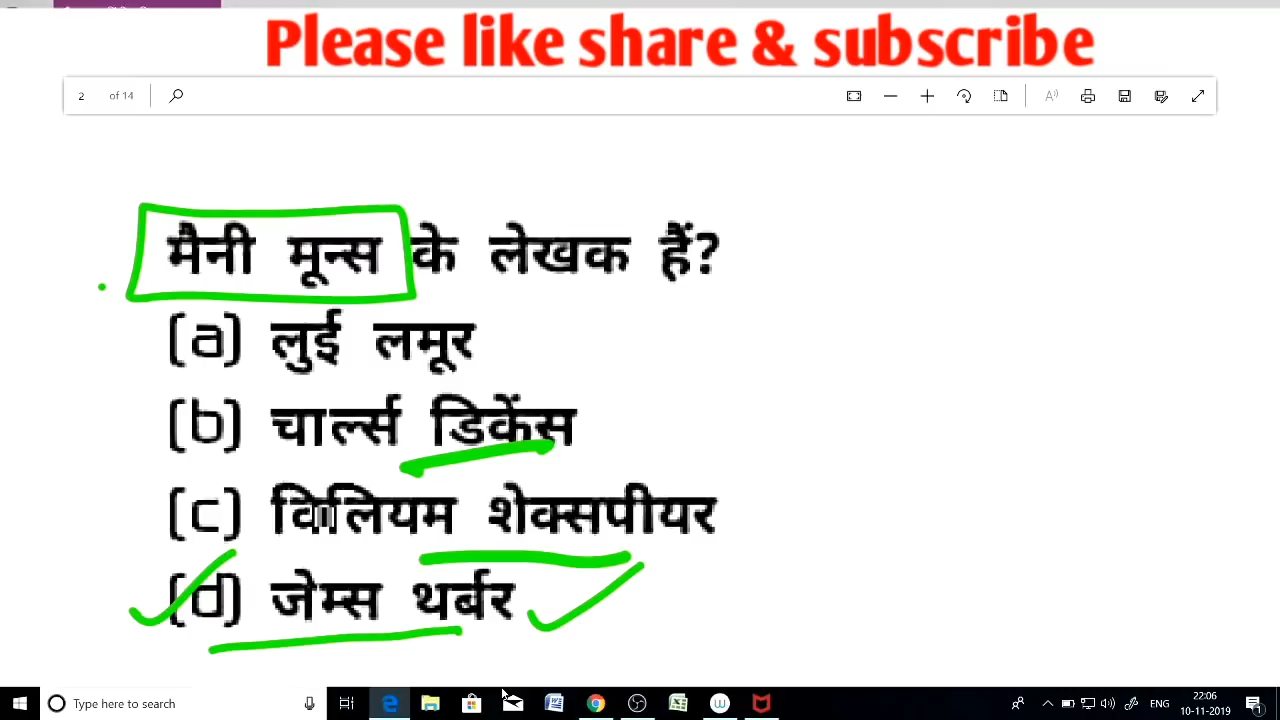 Please like share & subscribe
2 of 14
मैनी मून्स के लेखक हैं?
(a) लुई लमूर
(b) चार्ल्स डिकेंस
(c) विलियम शेक्सपीयर
(d) जेम्स थर्बर
Type here to search
ENG
22:06
10-11-2019